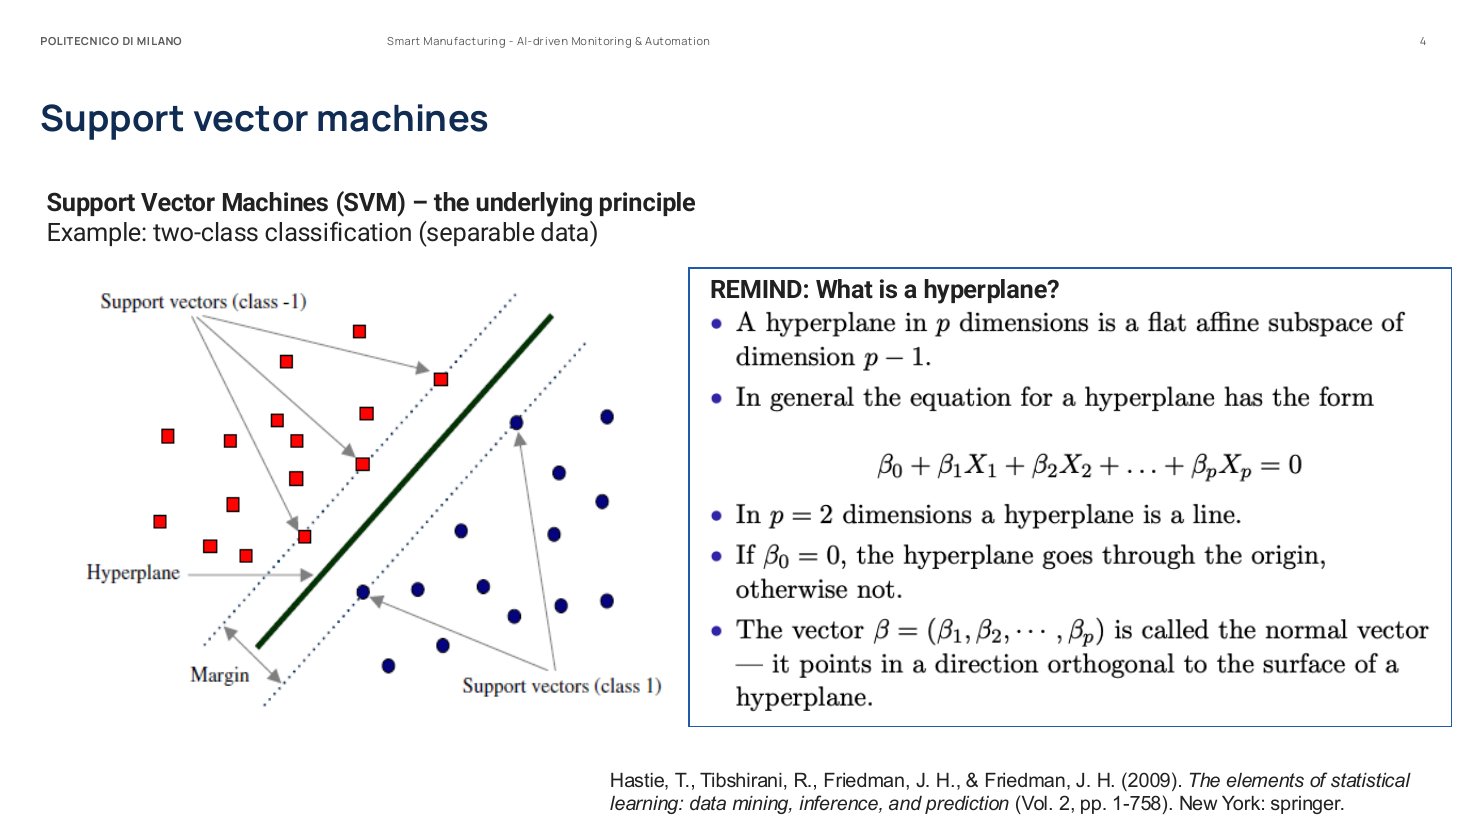 POLITECNICO DI MILANO
Smart Manufacturing - AI-driven Monitoring & Automation
4
Support vector machines
Support Vector Machines (SVM) – the underlying principle
Example: two-class classification (separable data)
Support vectors (class -1)
Hyperplane
Margin
Support vectors (class 1)
REMIND: What is a hyperplane?
• A hyperplane in p dimensions is a flat affine subspace of
dimension p − 1.
• In general the equation for a hyperplane has the form
β₀ + β₁X₁ + β₂X₂ + . . . + βₚXₚ = 0
• In p = 2 dimensions a hyperplane is a line.
• If β₀ = 0, the hyperplane goes through the origin,
otherwise not.
• The vector β = (β₁, β₂, ⋯ , βₚ) is called the normal vector
— it points in a direction orthogonal to the surface of a
hyperplane.
Hastie, T., Tibshirani, R., Friedman, J. H., & Friedman, J. H. (2009). The elements of statistical
learning: data mining, inference, and prediction (Vol. 2, pp. 1-758). New York: springer.